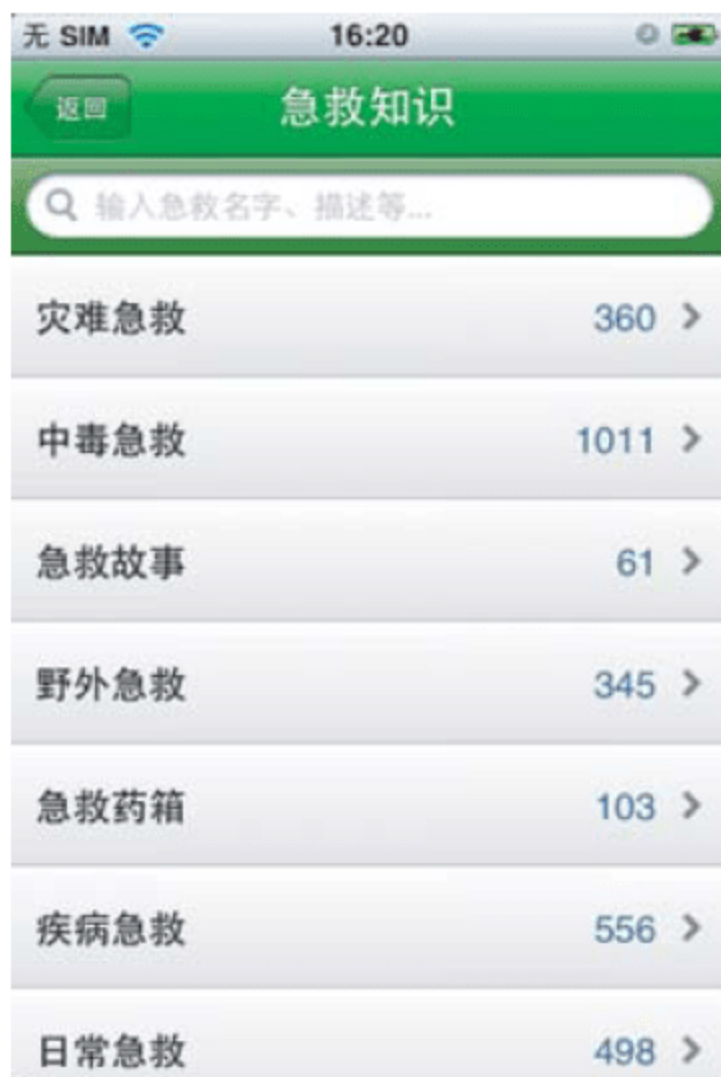 无 SIM 16:20
返回 急救知识
输入急救名字、描述等...
灾难急救 360
中毒急救 1011
急救故事 61
野外急救 345
急救药箱 103
疾病急救 556
日常急救 498